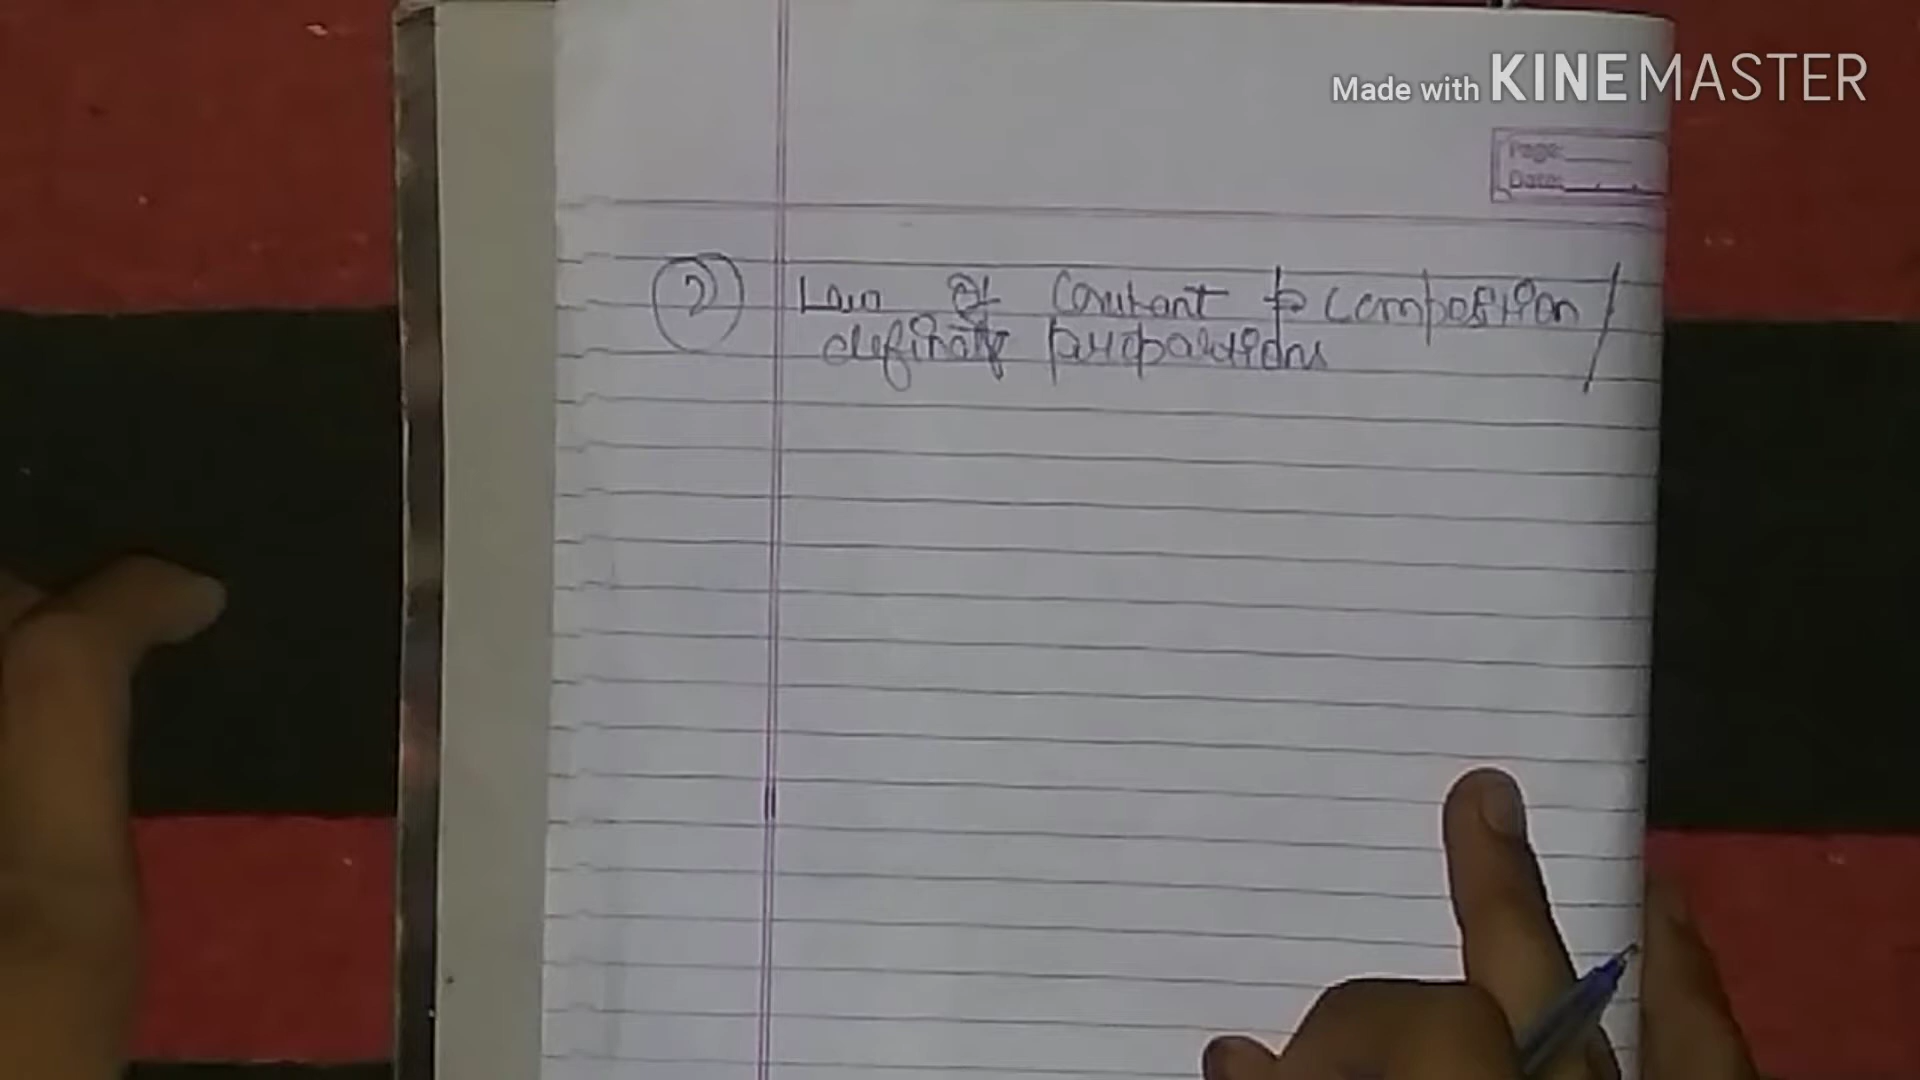 Made with KINEMASTER
Page:
Date:
2 Law of Constant Composition /
definite proportions